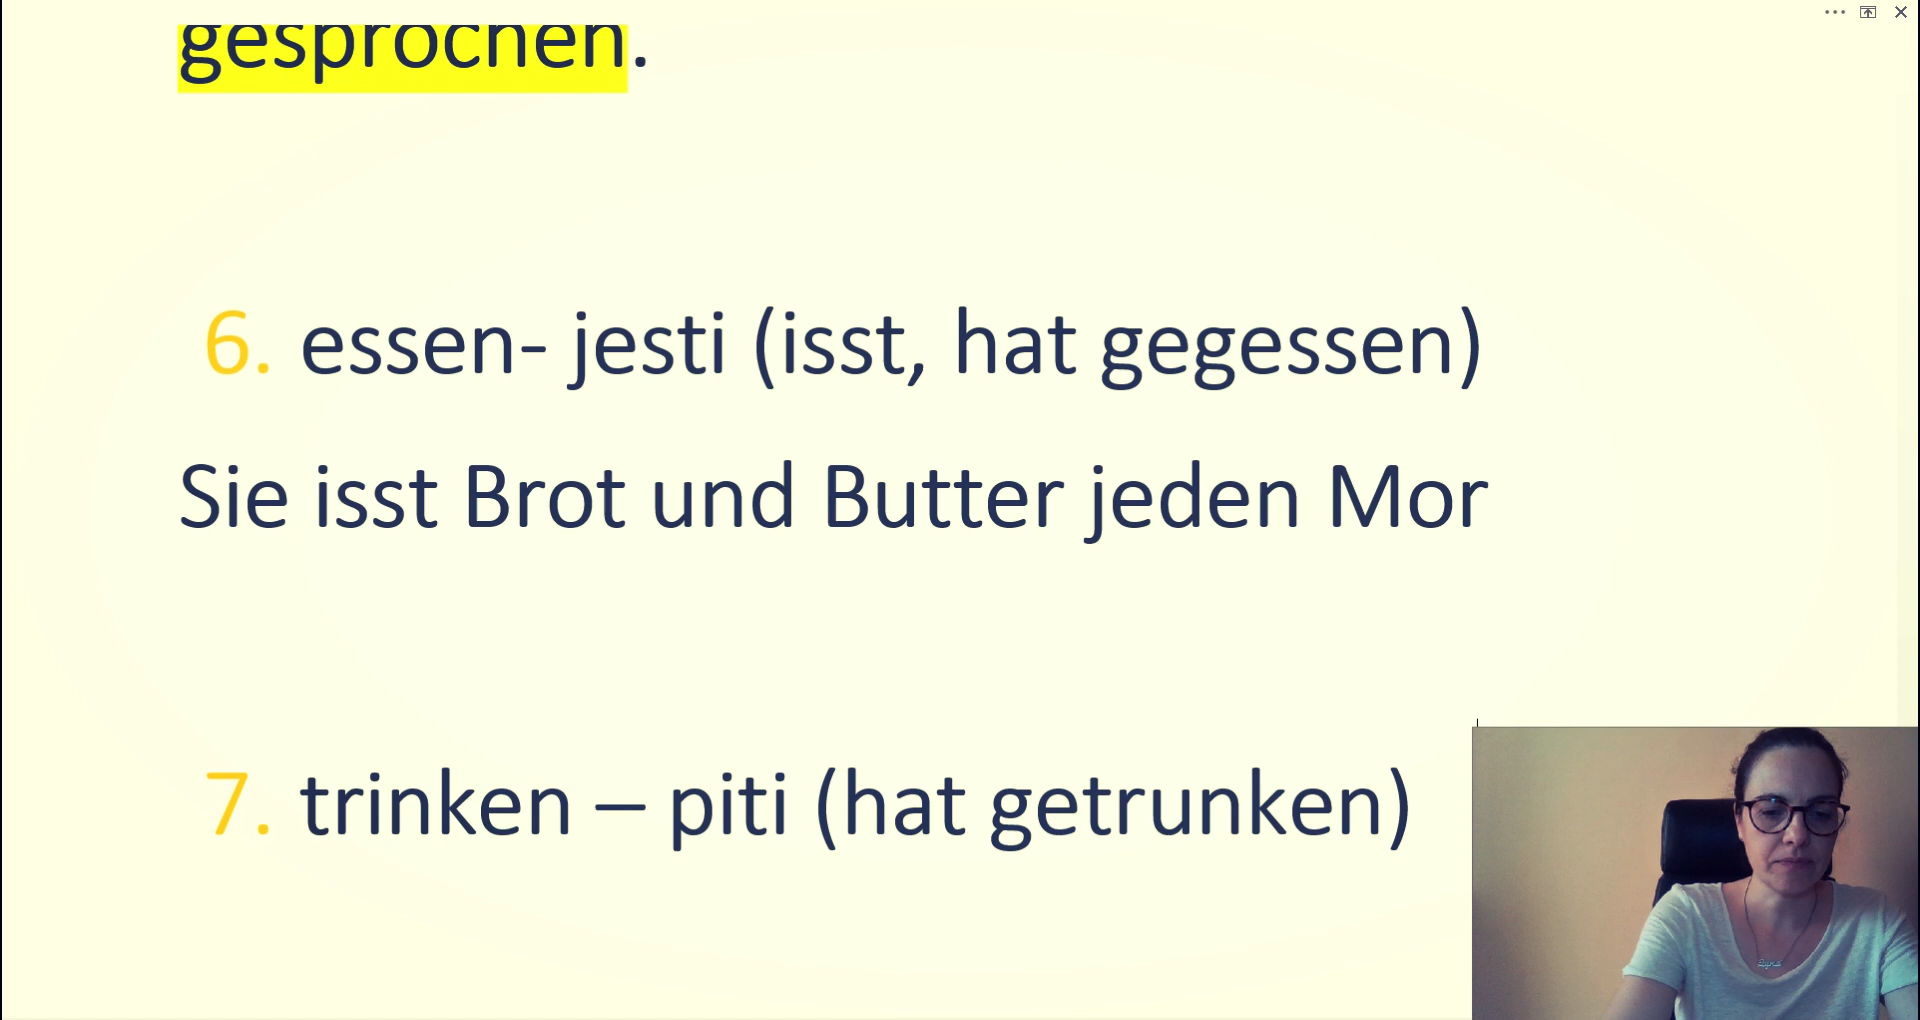 gesprochen.
6. essen- jesti (isst, hat gegessen)
Sie isst Brot und Butter jeden Mor
7. trinken – piti (hat getrunken)